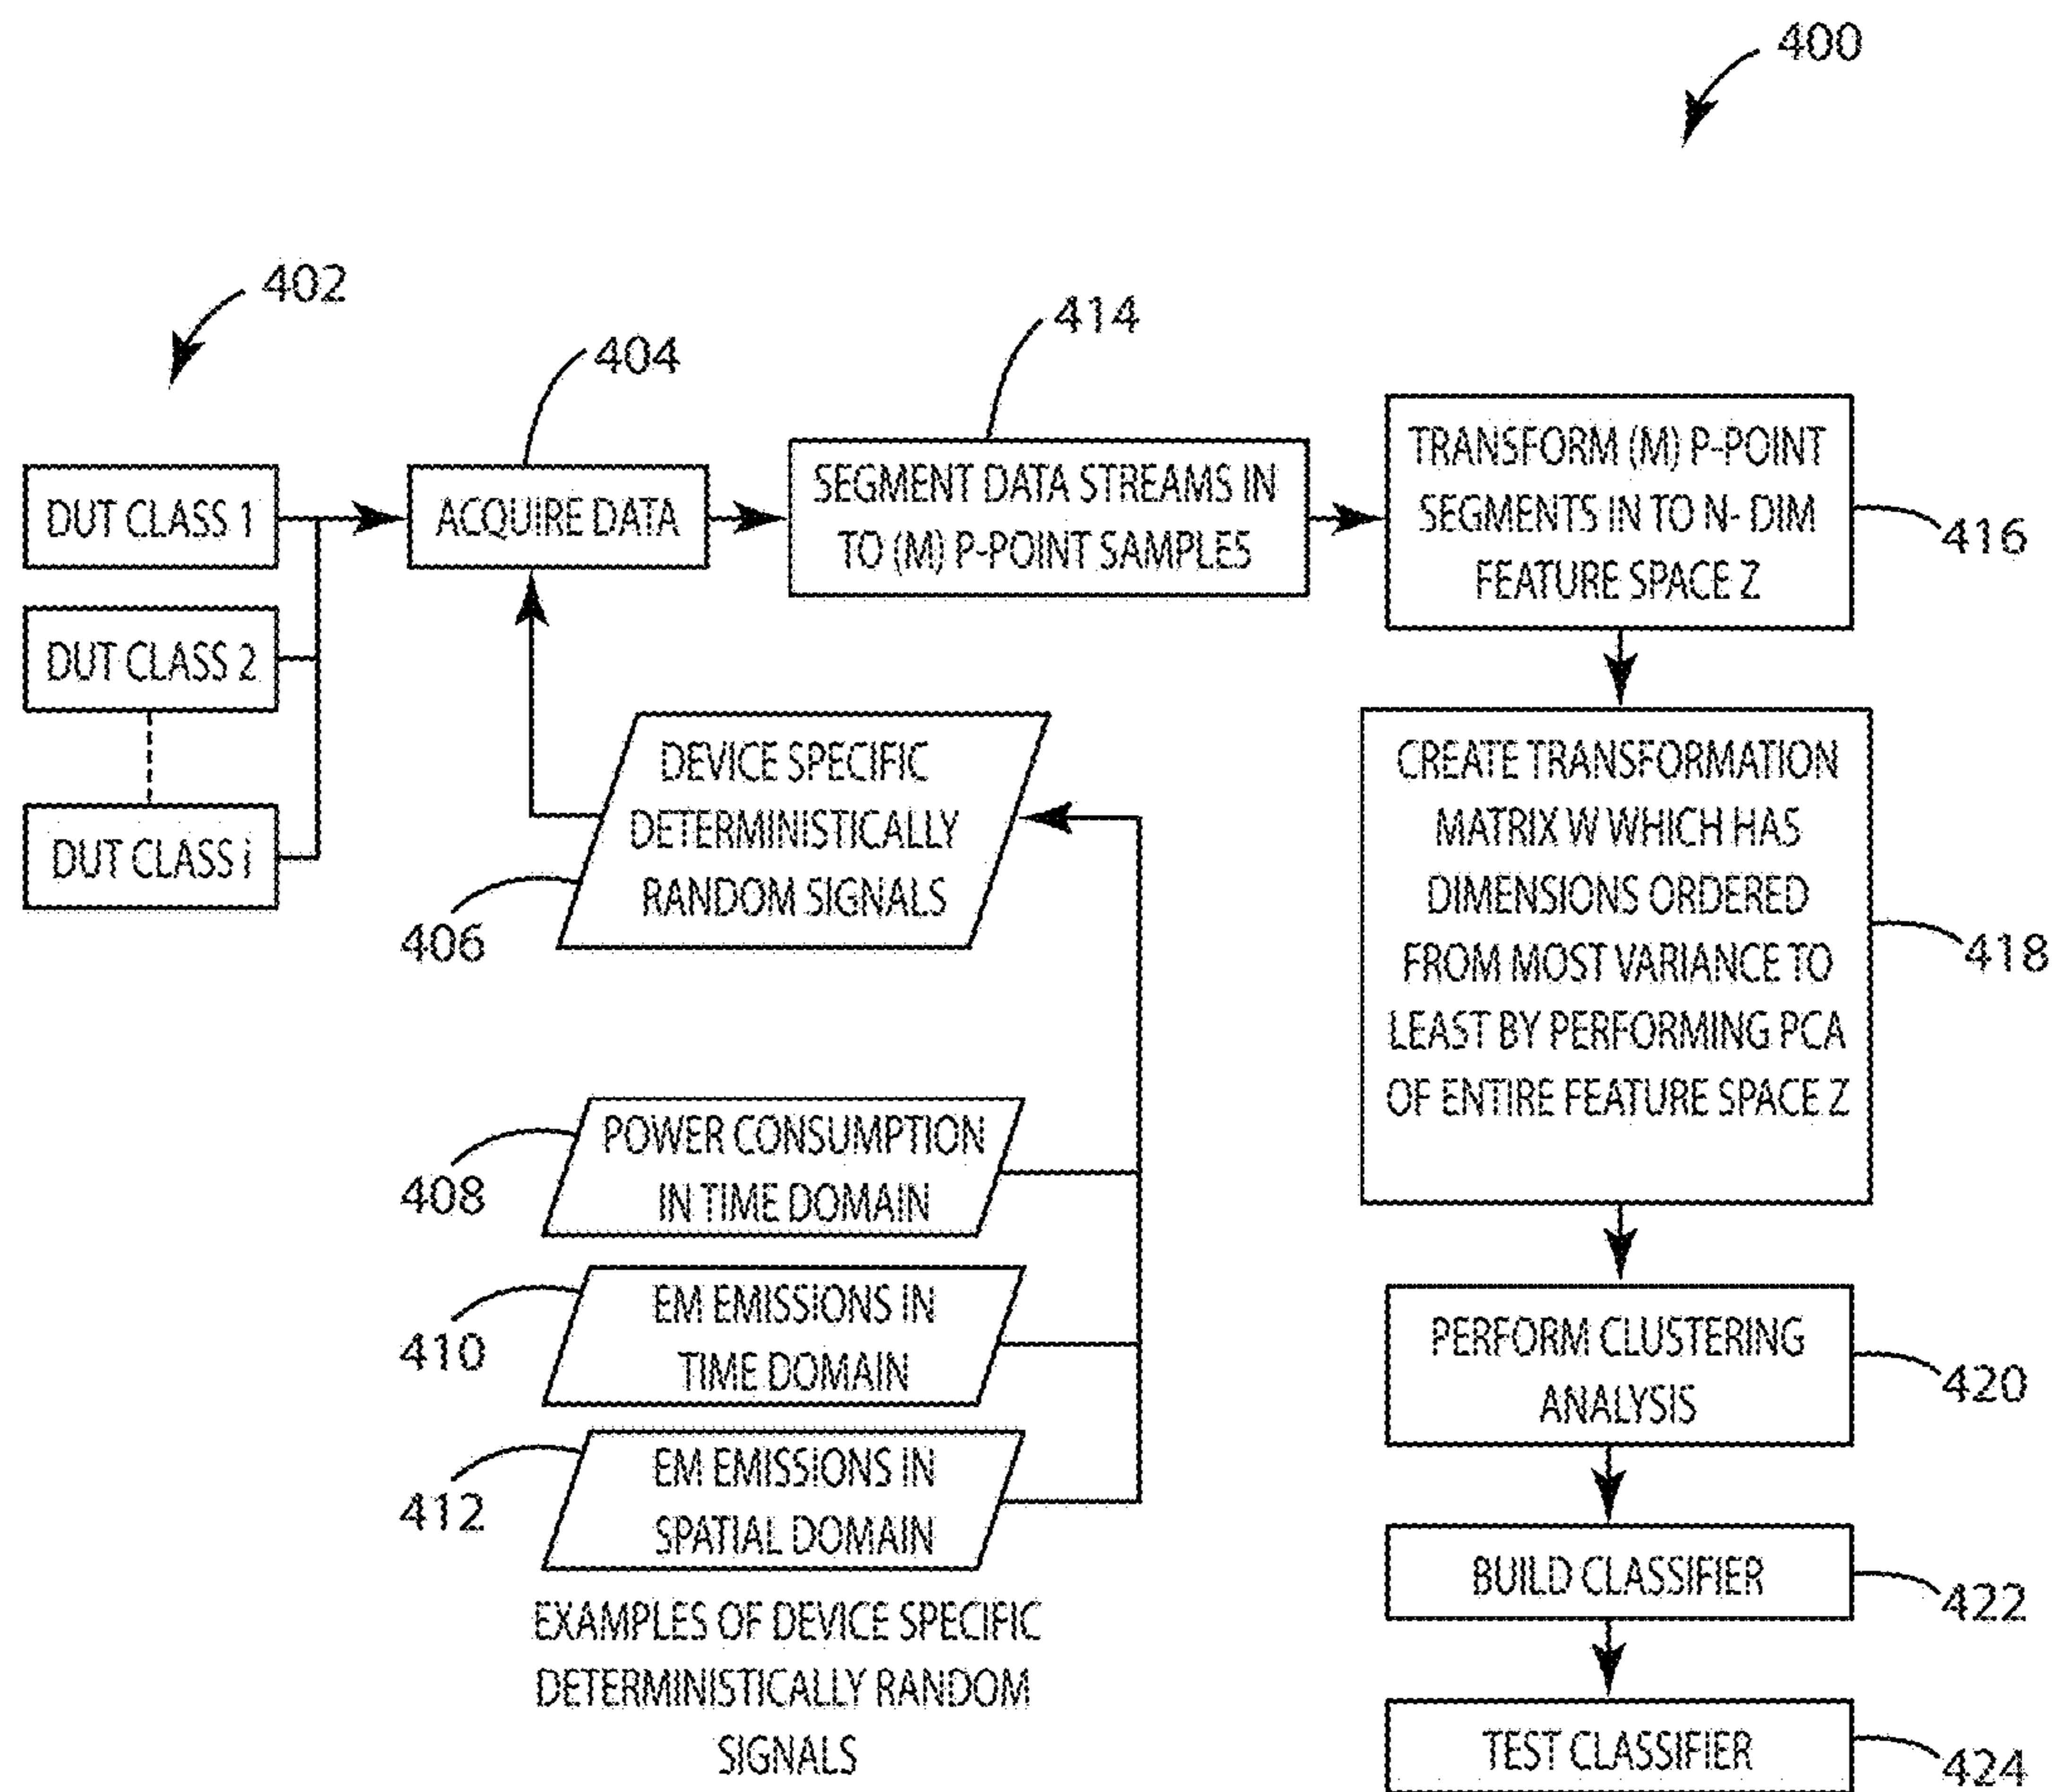 400
402
404
414
DUT CLASS 1
DUT CLASS 2
DUT CLASS i
ACQUIRE DATA
SEGMENT DATA STREAMS IN
TO (M) P-POINT SAMPLES
TRANSFORM (M) P-POINT
SEGMENTS IN TO N- DIM
FEATURE SPACE Z
416
DEVICE SPECIFIC
DETERMINISTICALLY
RANDOM SIGNALS
406
CREATE TRANSFORMATION
MATRIX W WHICH HAS
DIMENSIONS ORDERED
FROM MOST VARIANCE TO
LEAST BY PERFORMING PCA
OF ENTIRE FEATURE SPACE Z
418
POWER CONSUMPTION
IN TIME DOMAIN
408
EM EMISSIONS IN
TIME DOMAIN
410
EM EMISSIONS IN
SPATIAL DOMAIN
412
EXAMPLES OF DEVICE SPECIFIC
DETERMINISTICALLY RANDOM
SIGNALS
PERFORM CLUSTERING
ANALYSIS
420
BUILD CLASSIFIER
422
TEST CLASSIFIER
424